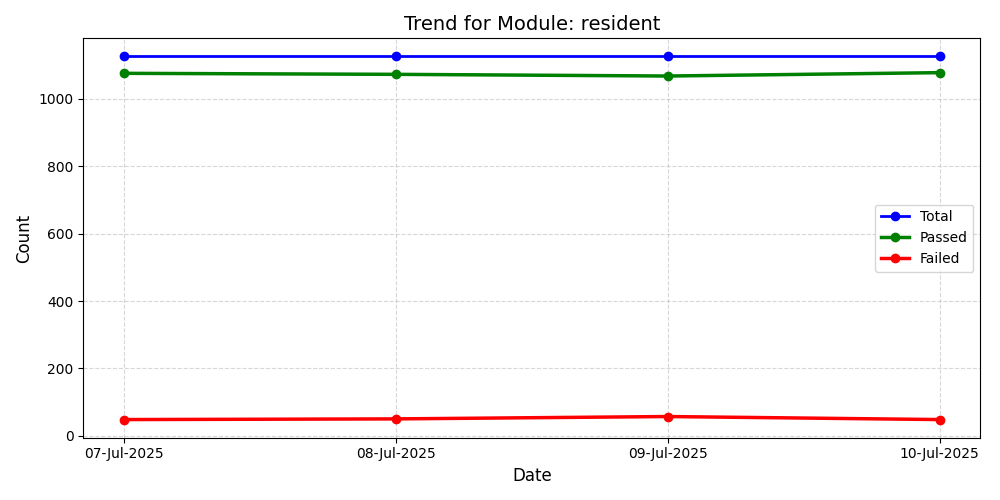 Trend for Module: resident
Count
1000
800
600
400
200
0
Total
Passed
Failed
07-Jul-2025 08-Jul-2025 09-Jul-2025 10-Jul-2025
Date